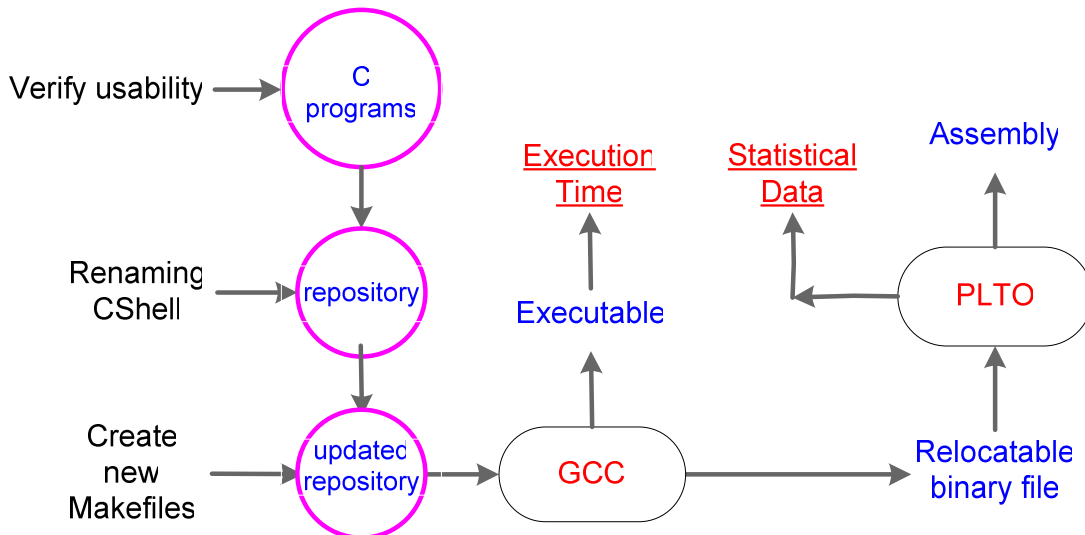 Verify usability
C
programs
Execution
Time
Statistical
Data
Assembly
Renaming
CShell
repository
Executable
PLTO
Create
new
Makefiles
updated
repository
GCC
Relocatable
binary file